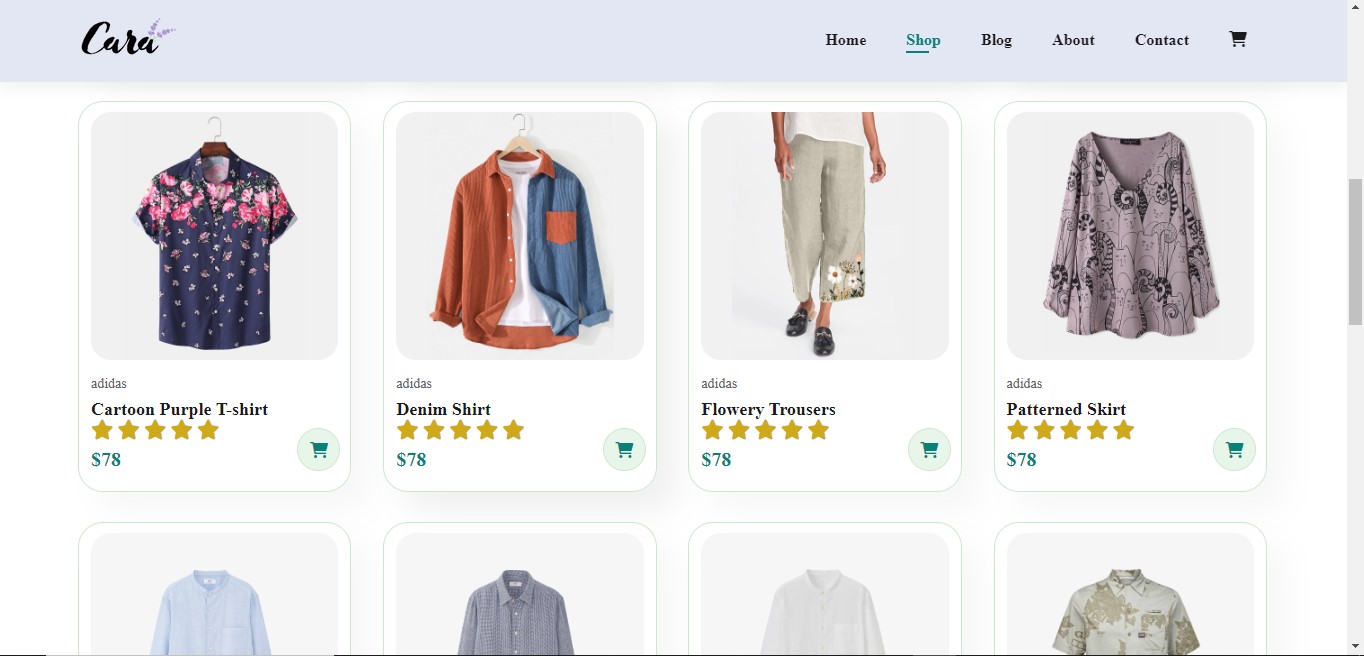 Cara
Home Shop Blog About Contact
adidas
Cartoon Purple T-shirt
$78
adidas
Denim Shirt
$78
adidas
Flowery Trousers
$78
adidas
Patterned Skirt
$78